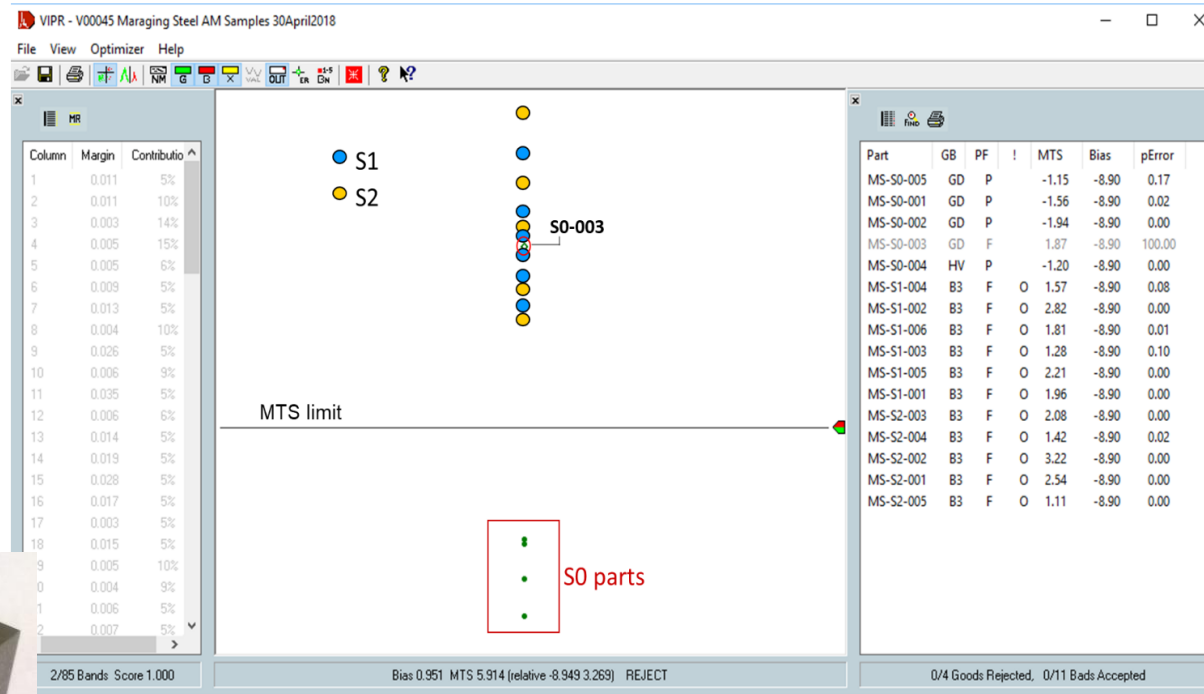 VIPR - V00045 Maraging Steel AM Samples 30April2018
File View Optimizer Help
NM G B X VAL OUT ER 1-5 BN
MR
FIND
Column Margin Contributio
1 0.011 5%
2 0.011 10%
3 0.003 14%
4 0.005 15%
5 0.005 6%
6 0.009 5%
7 0.013 5%
8 0.004 10%
9 0.026 5%
10 0.006 9%
11 0.035 5%
12 0.006 6%
13 0.014 5%
14 0.019 5%
15 0.028 5%
16 0.017 5%
17 0.003 5%
18 0.015 5%
9 0.005 10%
0 0.004 9%
1 0.006 5%
2 0.007 5%
S1
S2
S0-003
MTS limit
S0 parts
Part GB PF ! MTS Bias pError
MS-S0-005 GD P -1.15 -8.90 0.17
MS-S0-001 GD P -1.56 -8.90 0.02
MS-S0-002 GD P -1.94 -8.90 0.00
MS-S0-003 GD F 1.87 -8.90 100.00
MS-S0-004 HV P -1.20 -8.90 0.00
MS-S1-004 B3 F O 1.57 -8.90 0.08
MS-S1-002 B3 F O 2.82 -8.90 0.00
MS-S1-006 B3 F O 1.81 -8.90 0.01
MS-S1-003 B3 F O 1.28 -8.90 0.10
MS-S1-005 B3 F O 2.21 -8.90 0.00
MS-S1-001 B3 F O 1.96 -8.90 0.00
MS-S2-003 B3 F O 2.08 -8.90 0.00
MS-S2-004 B3 F O 1.42 -8.90 0.02
MS-S2-002 B3 F O 3.22 -8.90 0.00
MS-S2-001 B3 F O 2.54 -8.90 0.00
MS-S2-005 B3 F O 1.11 -8.90 0.00
2/85 Bands Score 1.000
Bias 0.951 MTS 5.914 (relative -8.949 3.269) REJECT
0/4 Goods Rejected, 0/11 Bads Accepted